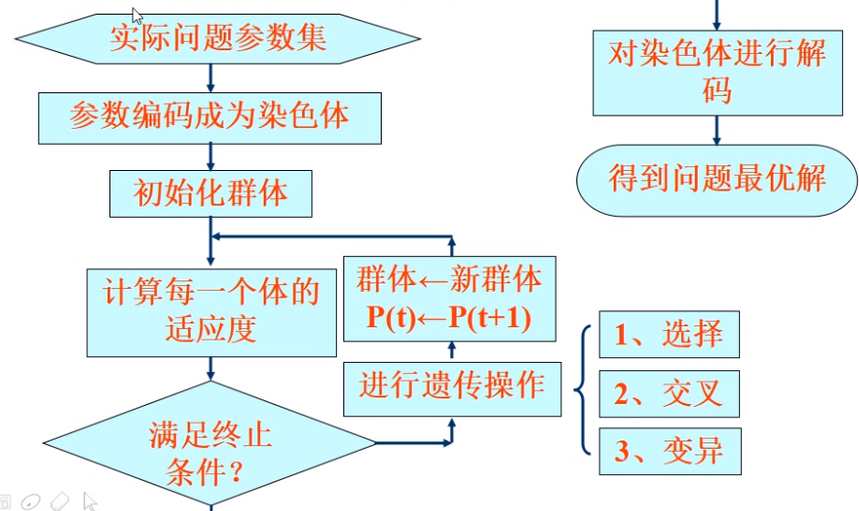 实际问题参数集
参数编码成为染色体
初始化群体
计算每一个体的
适应度
满足终止
条件？
群体←新群体
P(t)←P(t+1)
进行遗传操作
1、选择
2、交叉
3、变异
对染色体进行解
码
得到问题最优解